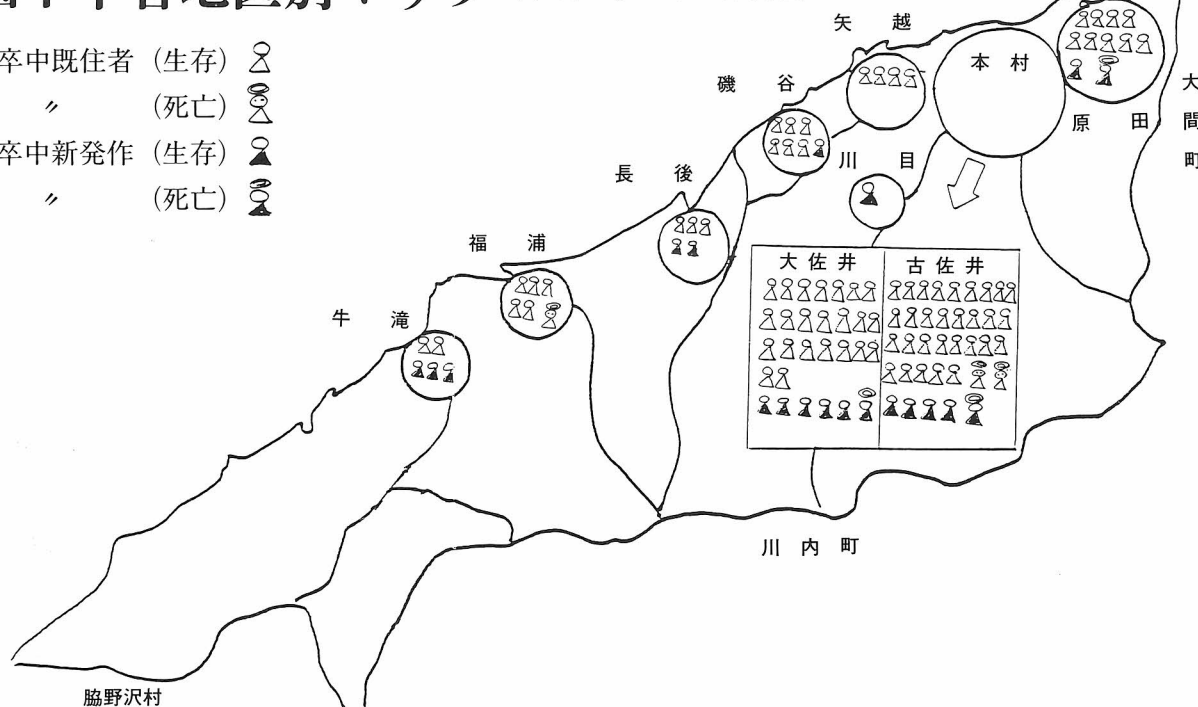 卒中既住者 (生存)
〃 (死亡)
卒中新発作 (生存)
〃 (死亡)
矢越
本村
磯谷
原田
大間町
川目
長後
福浦
大佐井
古佐井
牛滝
川内町
脇野沢村